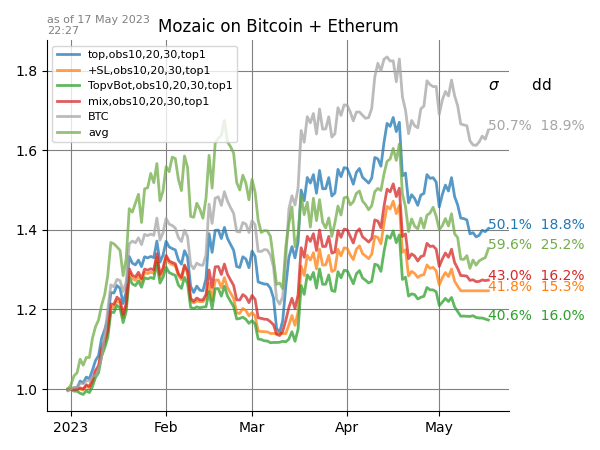 as of 17 May 2023
22:27
Mozaic on Bitcoin + Etherum
top,obs10,20,30,top1
+SL,obs10,20,30,top1
TopvBot,obs10,20,30,top1
mix,obs10,20,30,top1
BTC
avg
σ dd
50.7% 18.9%
50.1% 18.8%
59.6% 25.2%
43.0% 16.2%
41.8% 15.3%
40.6% 16.0%
1.8
1.6
1.4
1.2
1.0
2023 Feb Mar Apr May